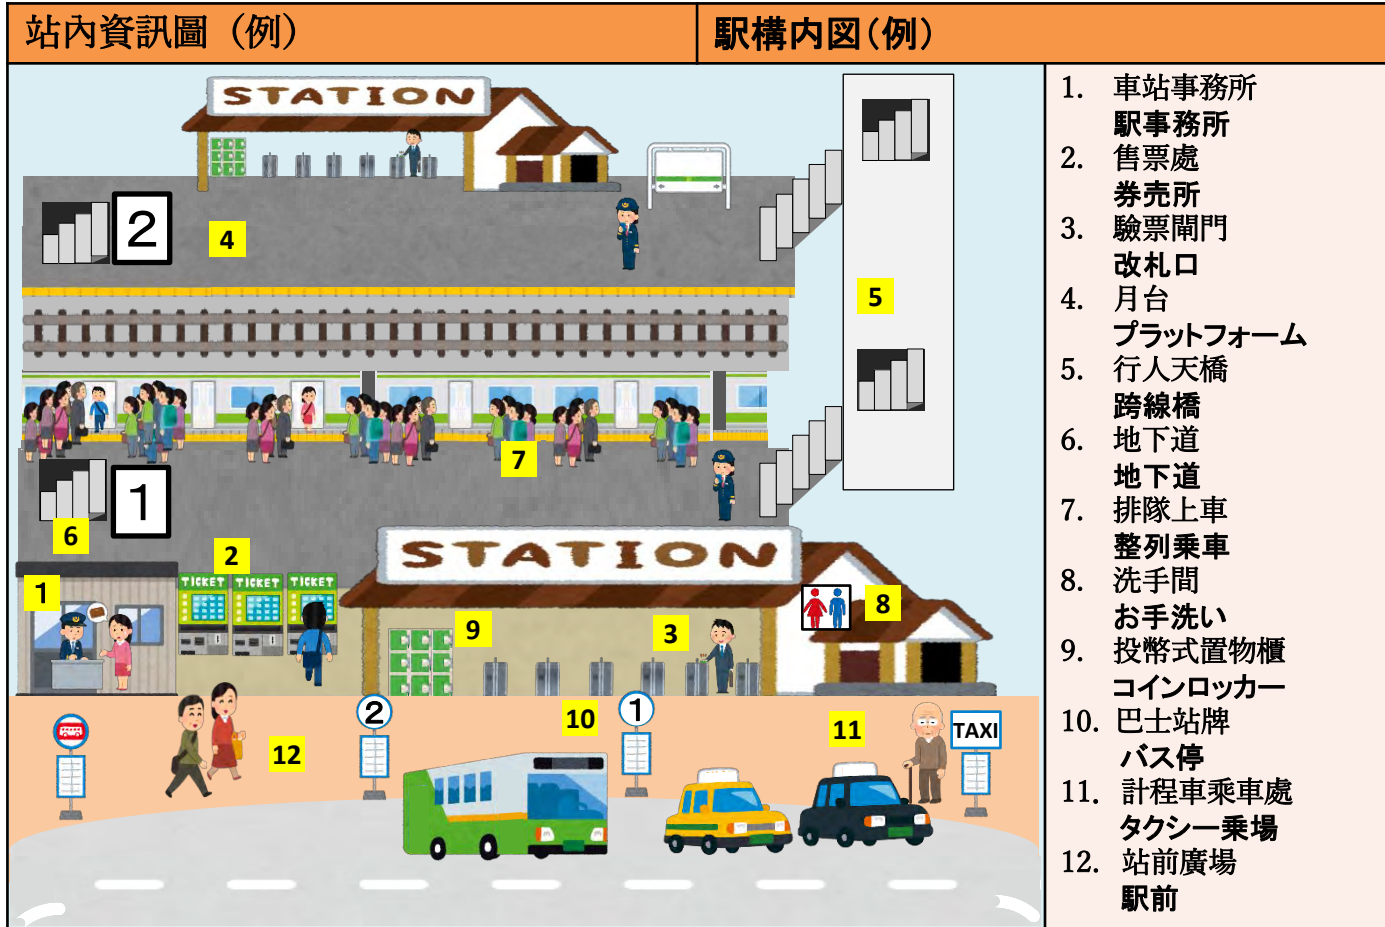 站內資訊圖（例）
駅構内図（例）
STATION
2
4
5
7
1
6
STATION
2
TICKET TICKET TICKET
1
8
9
3
2
10
1
11
TAXI
12
1. 車站事務所
駅事務所
2. 售票處
券売所
3. 驗票閘門
改札口
4. 月台
プラットフォーム
5. 行人天橋
跨線橋
6. 地下道
地下道
7. 排隊上車
整列乗車
8. 洗手間
お手洗い
9. 投幣式置物櫃
コインロッカー
10. 巴士站牌
バス停
11. 計程車乘車處
タクシー乗場
12. 站前廣場
駅前